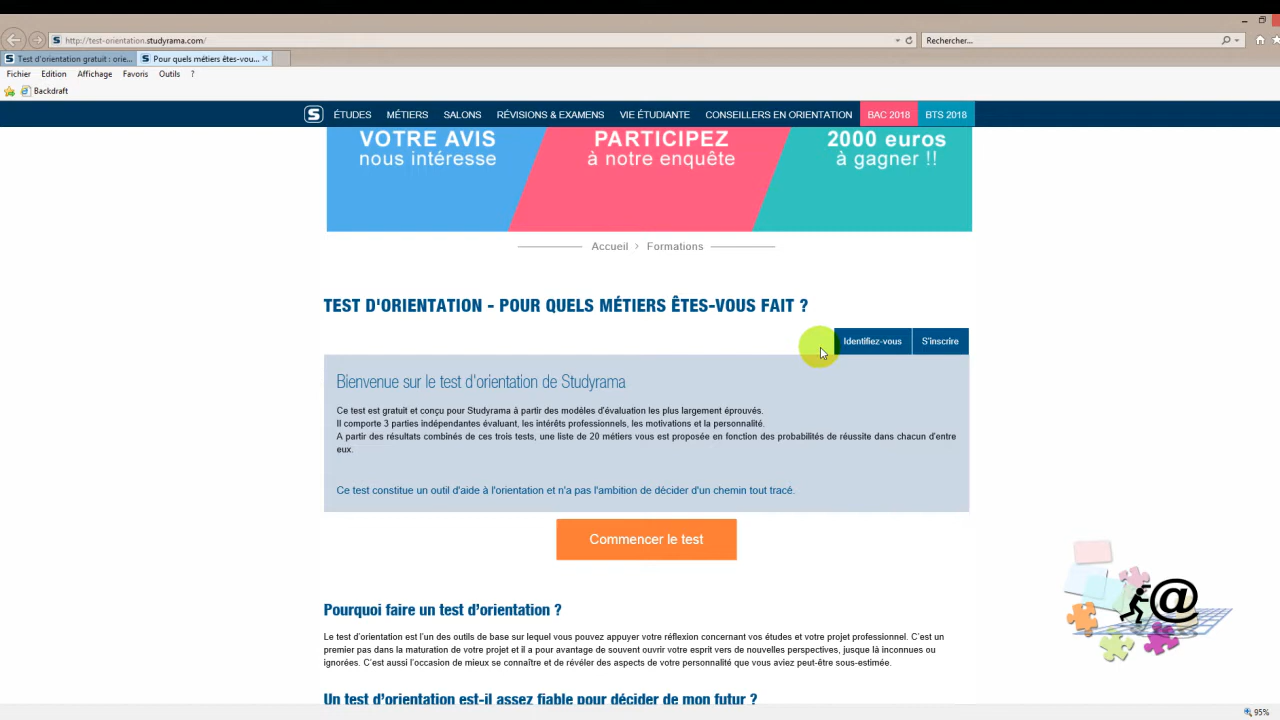 http://test-orientation.studyrama.com/
Rechercher...
Test d'orientation gratuit : orie...
Pour quels métiers êtes-vou...
Fichier Edition Affichage Favoris Outils ?
Backdraft
S ÉTUDES MÉTIERS SALONS RÉVISIONS & EXAMENS VIE ÉTUDIANTE CONSEILLERS EN ORIENTATION BAC 2018 BTS 2018
VOTRE AVIS
nous intéresse
PARTICIPEZ
à notre enquête
2000 euros
à gagner !!
Accueil > Formations
TEST D'ORIENTATION - POUR QUELS MÉTIERS ÊTES-VOUS FAIT ?
Identifiez-vous
S'inscrire
Bienvenue sur le test d'orientation de Studyrama
Ce test est gratuit et conçu pour Studyrama à partir des modèles d'évaluation les plus largement éprouvés.
Il comporte 3 parties indépendantes évaluant, les intérêts professionnels, les motivations et la personnalité.
A partir des résultats combinés de ces trois tests, une liste de 20 métiers vous est proposée en fonction des probabilités de réussite dans chacun d'entre
eux.
Ce test constitue un outil d'aide à l'orientation et n'a pas l'ambition de décider d'un chemin tout tracé.
Commencer le test
Pourquoi faire un test d'orientation ?
Le test d'orientation est l'un des outils de base sur lequel vous pouvez appuyer votre réflexion concernant vos études et votre projet professionnel. C'est un
premier pas dans la maturation de votre projet et il a pour avantage de souvent ouvrir votre esprit vers de nouvelles perspectives, jusque là inconnues ou
ignorées. C'est aussi l'occasion de mieux se connaître et de révéler des aspects de votre personnalité que vous aviez peut-être sous-estimée.
Un test d'orientation est-il assez fiable pour décider de mon futur ?
@
95%